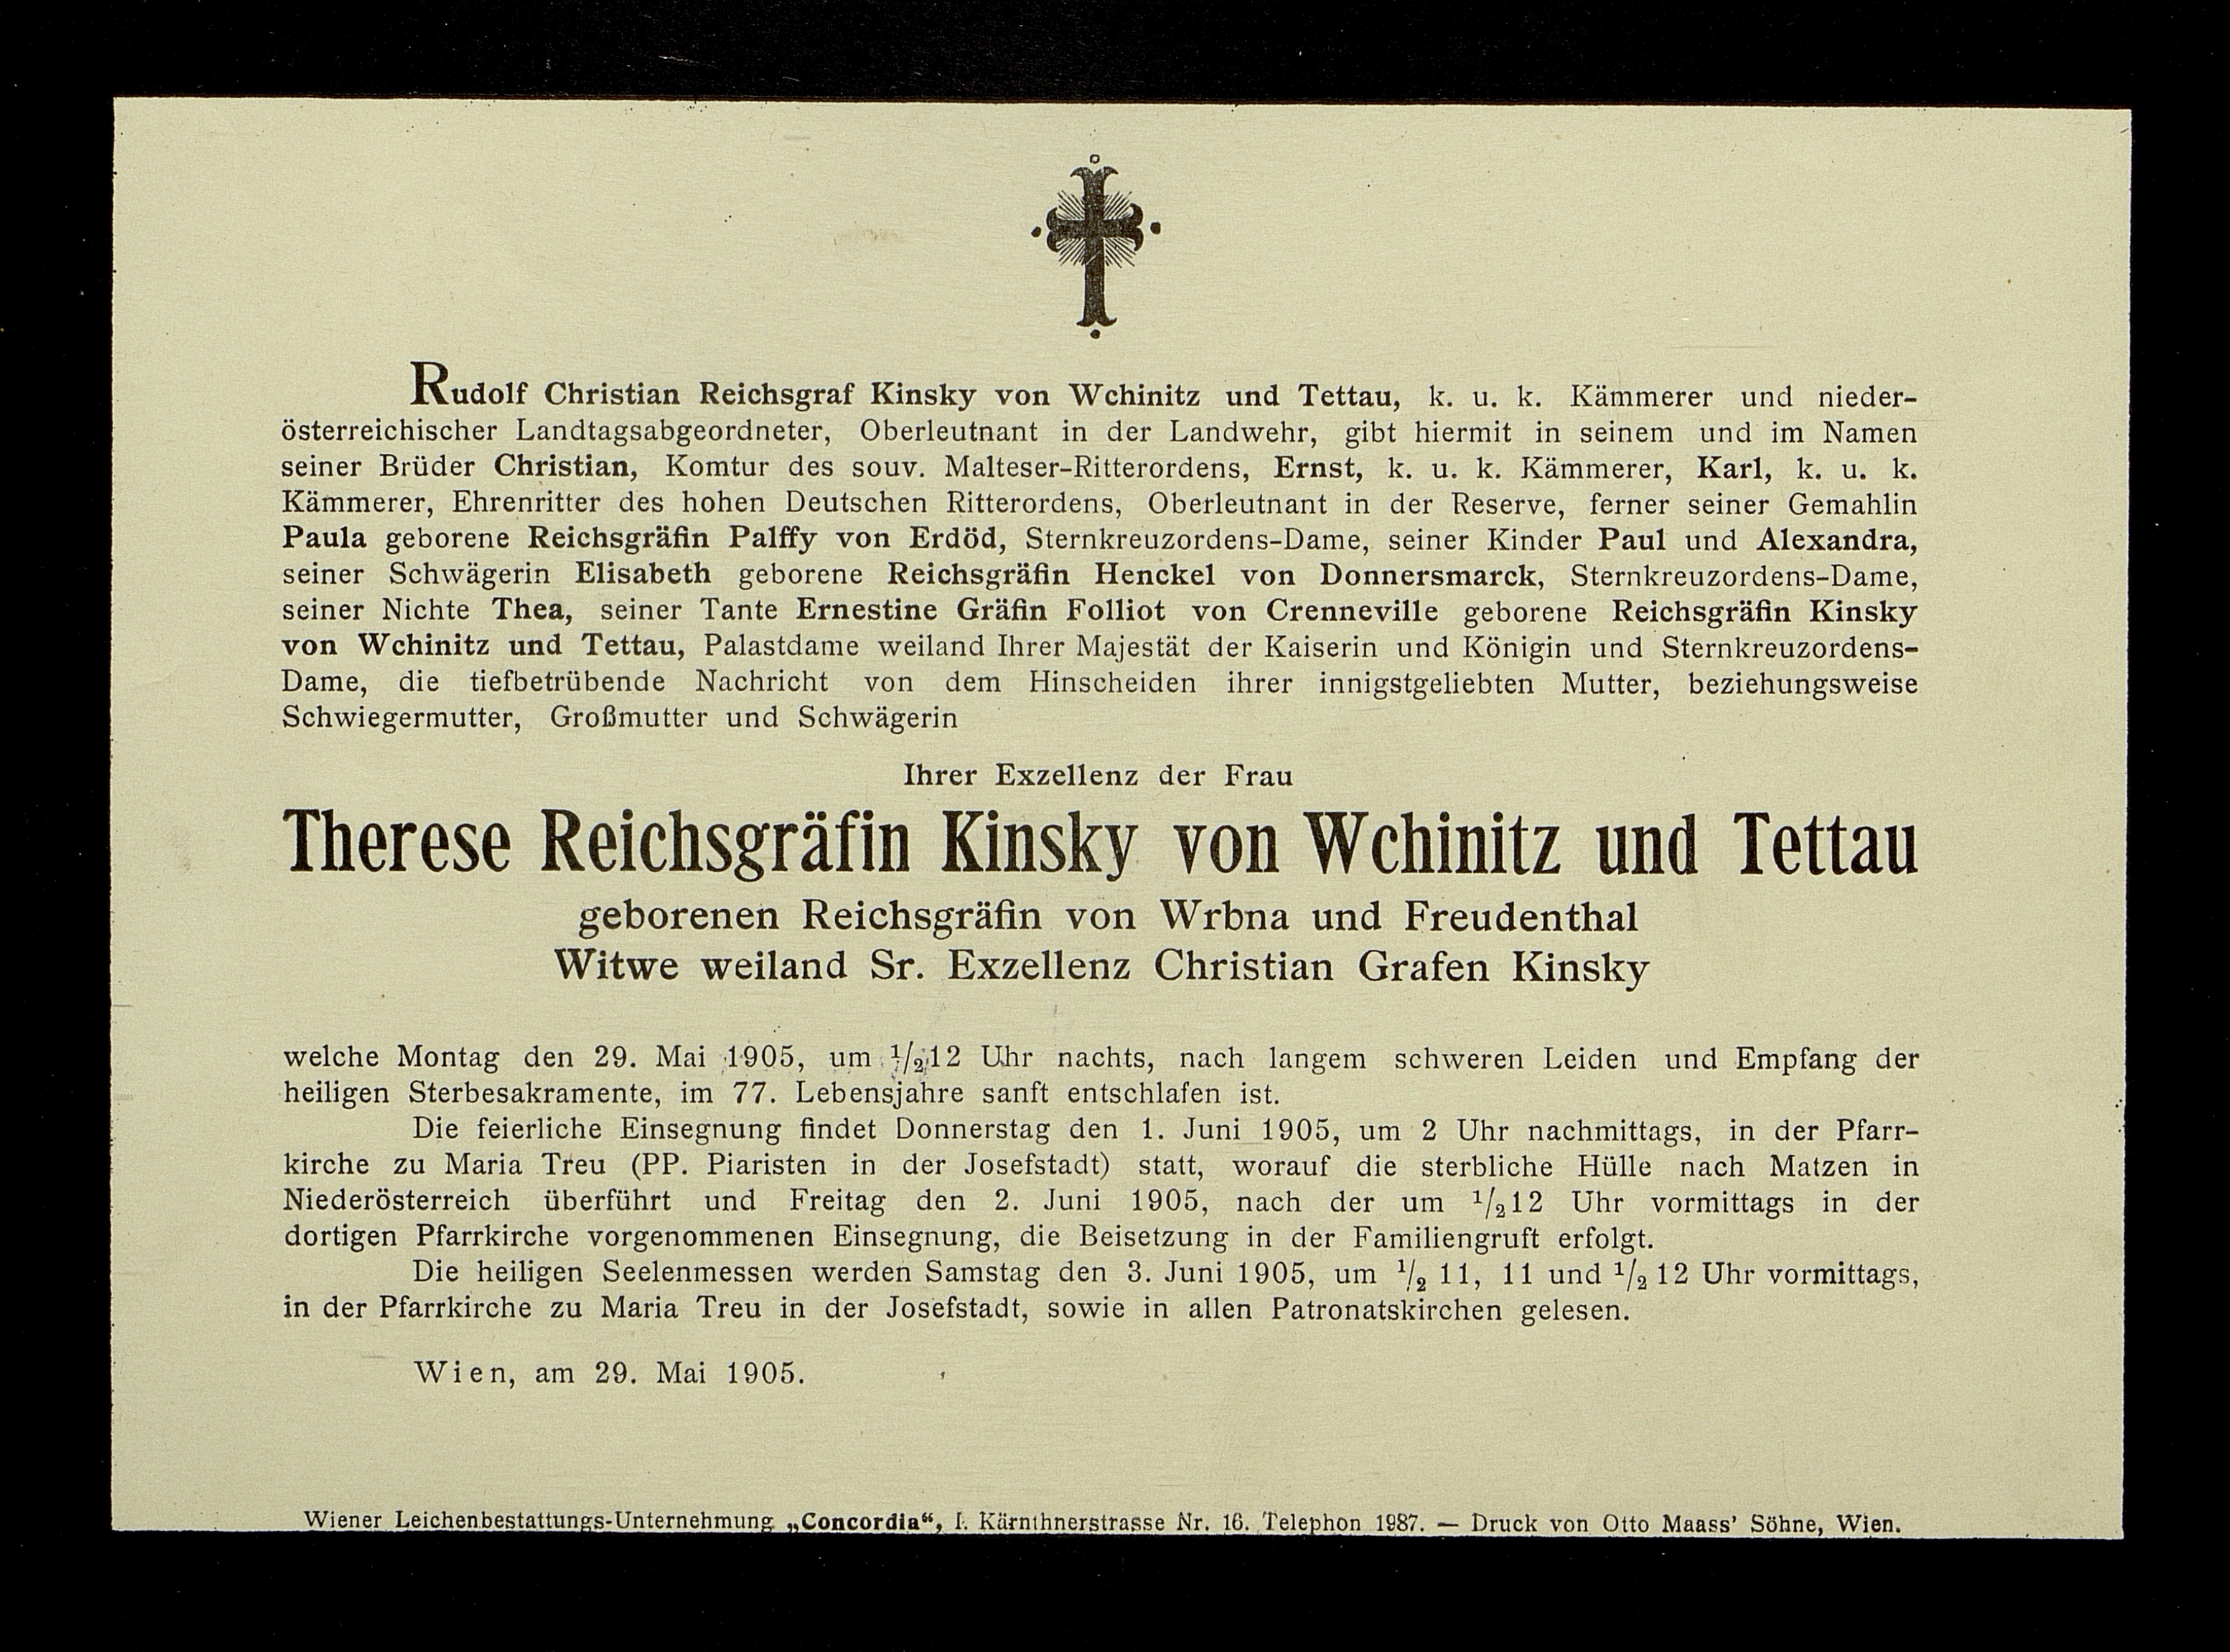 Rudolf Christian Reichsgraf Kinsky von Wchinitz und Tettau, k. u. k. Kämmerer und nieder-
österreichischer Landtagsabgeordneter, Oberleutnant in der Landwehr, gibt hiermit in seinem und im Namen
seiner Brüder Christian, Komtur des souv. Malteser-Ritterordens, Ernst, k. u. k. Kämmerer, Karl, k. u. k.
Kämmerer, Ehrenritter des hohen Deutschen Ritterordens, Oberleutnant in der Reserve, ferner seiner Gemahlin
Paula geborene Reichsgräfin Palffy von Erdöd, Sternkreuzordens-Dame, seiner Kinder Paul und Alexandra,
seiner Schwägerin Elisabeth geborene Reichsgräfin Henckel von Donnersmarck, Sternkreuzordens-Dame,
seiner Nichte Thea, seiner Tante Ernestine Gräfin Folliot von Crenneville geborene Reichsgräfin Kinsky
von Wchinitz und Tettau, Palastdame weiland Ihrer Majestät der Kaiserin und Königin und Sternkreuzordens-
Dame, die tiefbetrübende Nachricht von dem Hinscheiden ihrer innigstgeliebten Mutter, beziehungsweise
Schwiegermutter, Großmutter und Schwägerin
Ihrer Exzellenz der Frau
Therese Reichsgräfin Kinsky von Wchinitz und Tettau
geborenen Reichsgräfin von Wrbna und Freudenthal
Witwe weiland Sr. Exzellenz Christian Grafen Kinsky
welche Montag den 29. Mai 1905, um 1/2 12 Uhr nachts, nach langem schweren Leiden und Empfang der
heiligen Sterbesakramente, im 77. Lebensjahre sanft entschlafen ist.
Die feierliche Einsegnung findet Donnerstag den 1. Juni 1905, um 2 Uhr nachmittags, in der Pfarr-
kirche zu Maria Treu (PP. Piaristen in der Josefstadt) statt, worauf die sterbliche Hülle nach Matzen in
Niederösterreich überführt und Freitag den 2. Juni 1905, nach der um 1/2 12 Uhr vormittags in der
dortigen Pfarrkirche vorgenommenen Einsegnung, die Beisetzung in der Familiengruft erfolgt.
Die heiligen Seelenmessen werden Samstag den 3. Juni 1905, um 1/2 11, 11 und 1/2 12 Uhr vormittags,
in der Pfarrkirche zu Maria Treu in der Josefstadt, sowie in allen Patronatskirchen gelesen.
Wien, am 29. Mai 1905.
Wiener Leichenbestattungs-Unternehmung „Concordia“, I. Kärnthnerstrasse Nr. 16. Telephon 1987. — Druck von Otto Maass' Söhne, Wien.